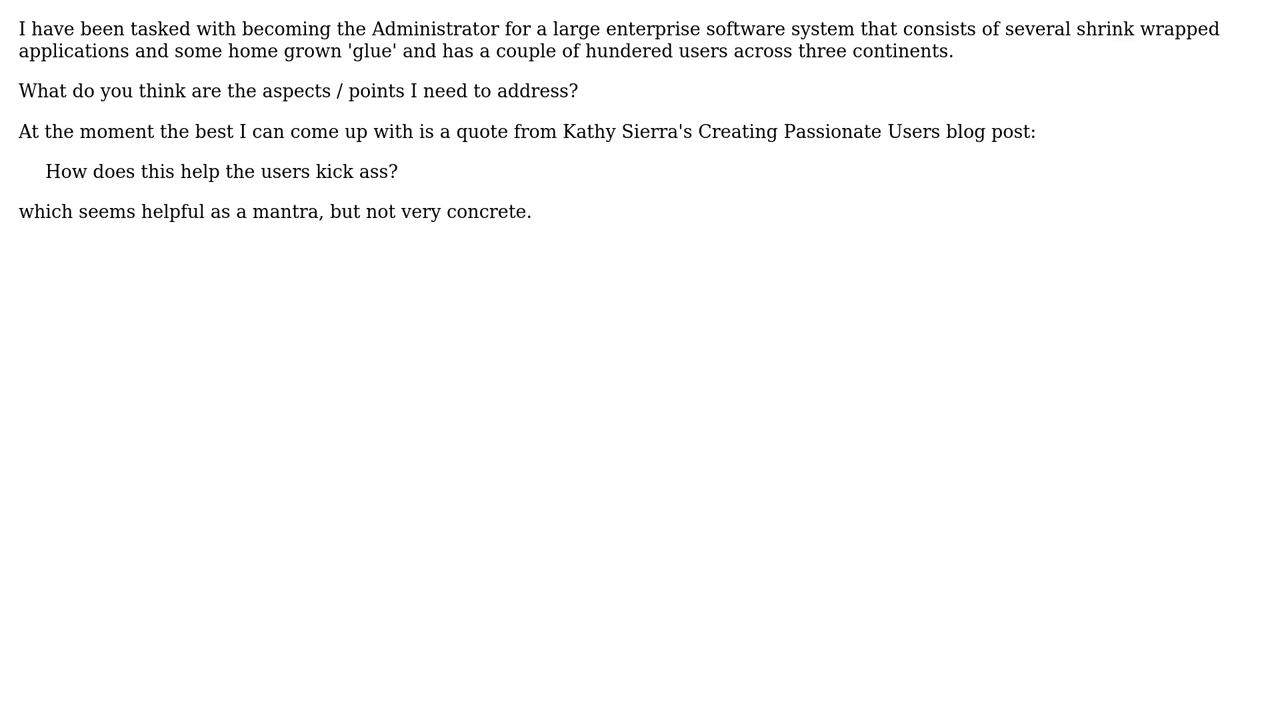 I have been tasked with becoming the Administrator for a large enterprise software system that consists of several shrink wrapped
applications and some home grown 'glue' and has a couple of hundered users across three continents.
What do you think are the aspects / points I need to address?
At the moment the best I can come up with is a quote from Kathy Sierra's Creating Passionate Users blog post:
How does this help the users kick ass?
which seems helpful as a mantra, but not very concrete.